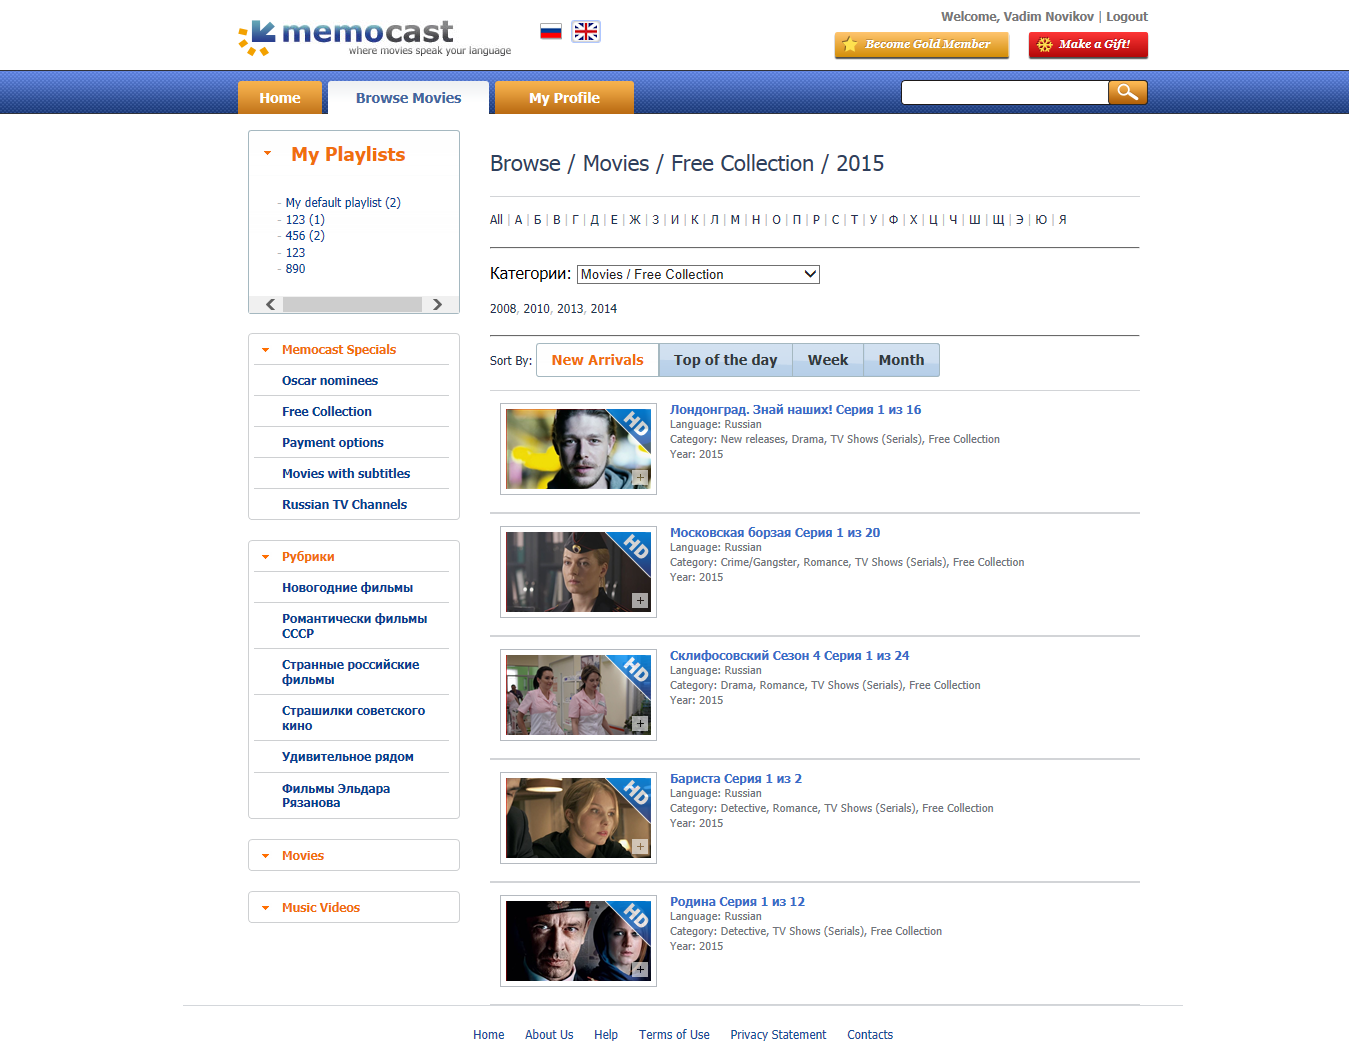 memocast
where movies speak your language
Welcome, Vadim Novikov | Logout
Become Gold Member
Make a Gift!
Home
Browse Movies
My Profile
My Playlists
- My default playlist (2)
- 123 (1)
- 456 (2)
- 123
- 890
Memocast Specials
Oscar nominees
Free Collection
Payment options
Movies with subtitles
Russian TV Channels
Рубрики
Новогодние фильмы
Романтически фильмы
СССР
Странные российские
фильмы
Страшилки советского
кино
Удивительное рядом
Фильмы Эльдара
Рязанова
Movies
Music Videos
Browse / Movies / Free Collection / 2015
All | А | Б | В | Г | Д | Е | Ж | З | И | К | Л | М | Н | О | П | Р | С | Т | У | Ф | Х | Ц | Ч | Ш | Щ | Э | Ю | Я
Категории: Movies / Free Collection
2008, 2010, 2013, 2014
Sort By: New Arrivals Top of the day Week Month
HD
Лондонград. Знай наших! Серия 1 из 16
Language: Russian
Category: New releases, Drama, TV Shows (Serials), Free Collection
Year: 2015
HD
Московская борзая Серия 1 из 20
Language: Russian
Category: Crime/Gangster, Romance, TV Shows (Serials), Free Collection
Year: 2015
HD
Склифосовский Сезон 4 Серия 1 из 24
Language: Russian
Category: Drama, Romance, TV Shows (Serials), Free Collection
Year: 2015
HD
Бариста Серия 1 из 2
Language: Russian
Category: Detective, Romance, TV Shows (Serials), Free Collection
Year: 2015
HD
Родина Серия 1 из 12
Language: Russian
Category: Detective, TV Shows (Serials), Free Collection
Year: 2015
Home About Us Help Terms of Use Privacy Statement Contacts